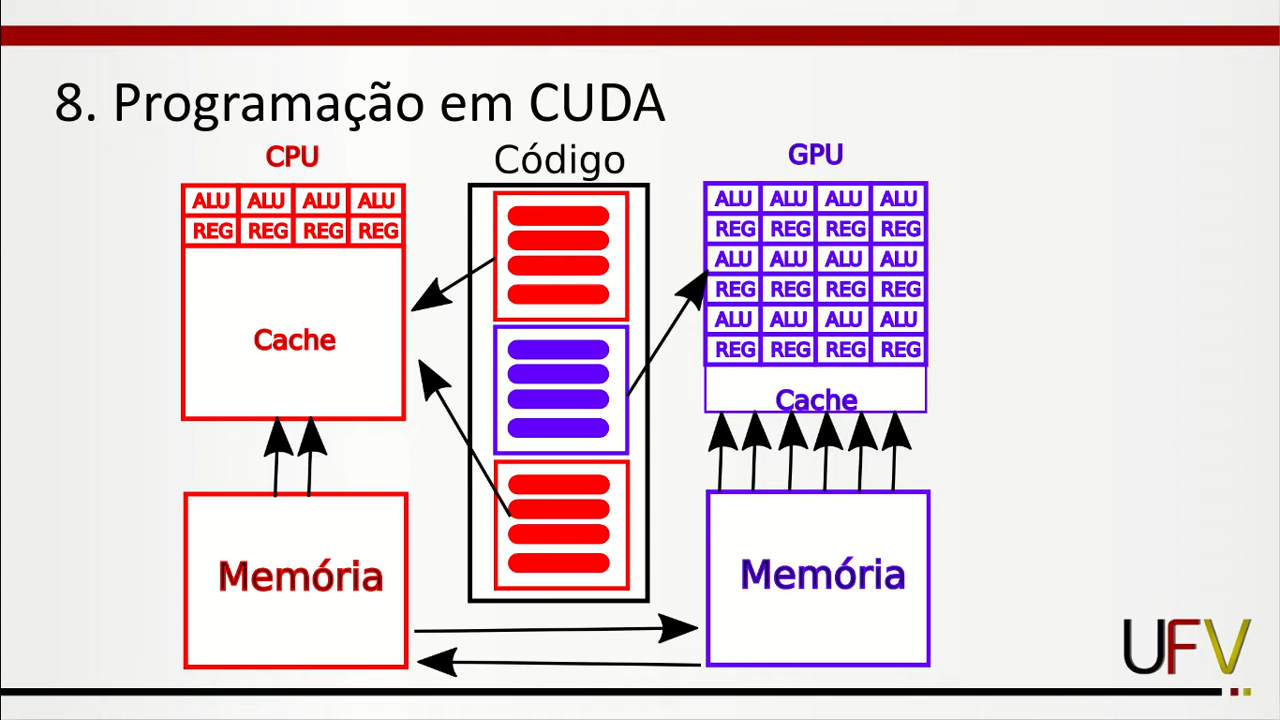 8. Programação em CUDA
CPU
Código
GPU
ALU ALU ALU ALU
REG REG REG REG
Cache
Memória
ALU ALU ALU ALU
REG REG REG REG
ALU ALU ALU ALU
REG REG REG REG
ALU ALU ALU ALU
REG REG REG REG
Cache
Memória
UFV